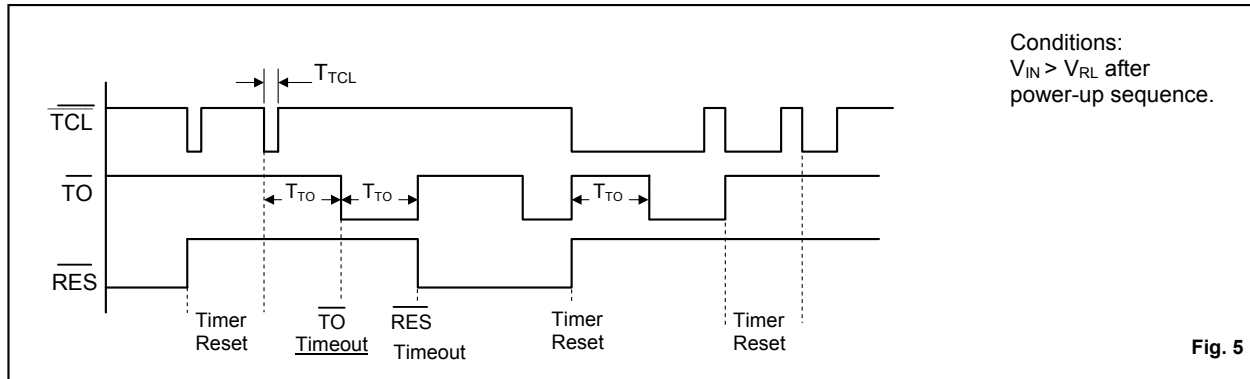 Conditions:
V_IN > V_RL after
power-up sequence.
T_TCL
TCL
TO
T_TO
T_TO
T_TO
RES
Timer
Reset
TO
Timeout
RES
Timeout
Timer
Reset
Timer
Reset
Fig. 5